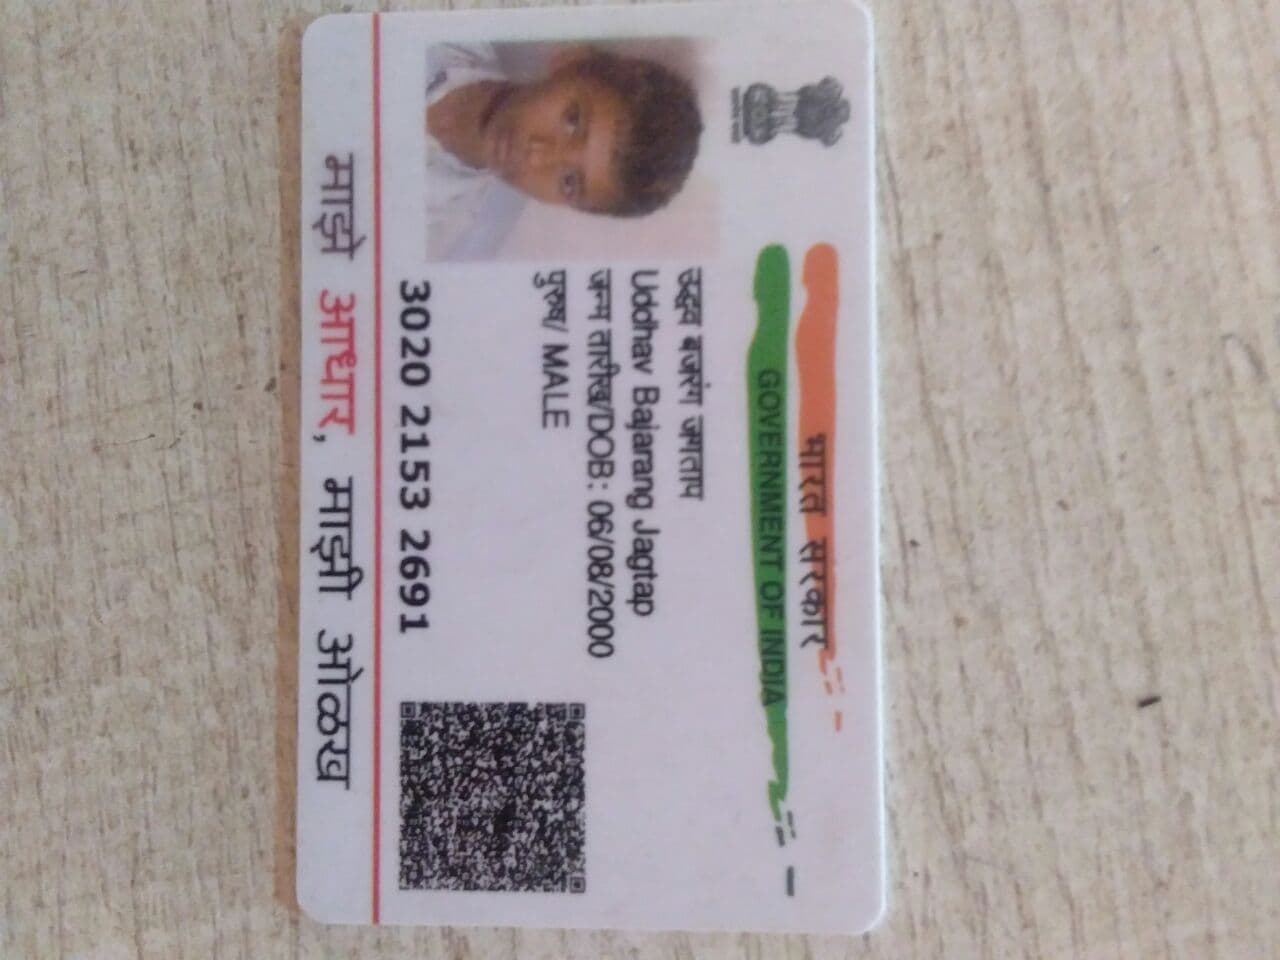 भारत सरकार
GOVERNMENT OF INDIA
उद्धव बजरंग जगताप
Uddhav Bajarang Jagtap
जन्म तारीख/DOB: 06/08/2000
पुरुष/ MALE
3020 2153 2691
माझे आधार, माझी ओळख